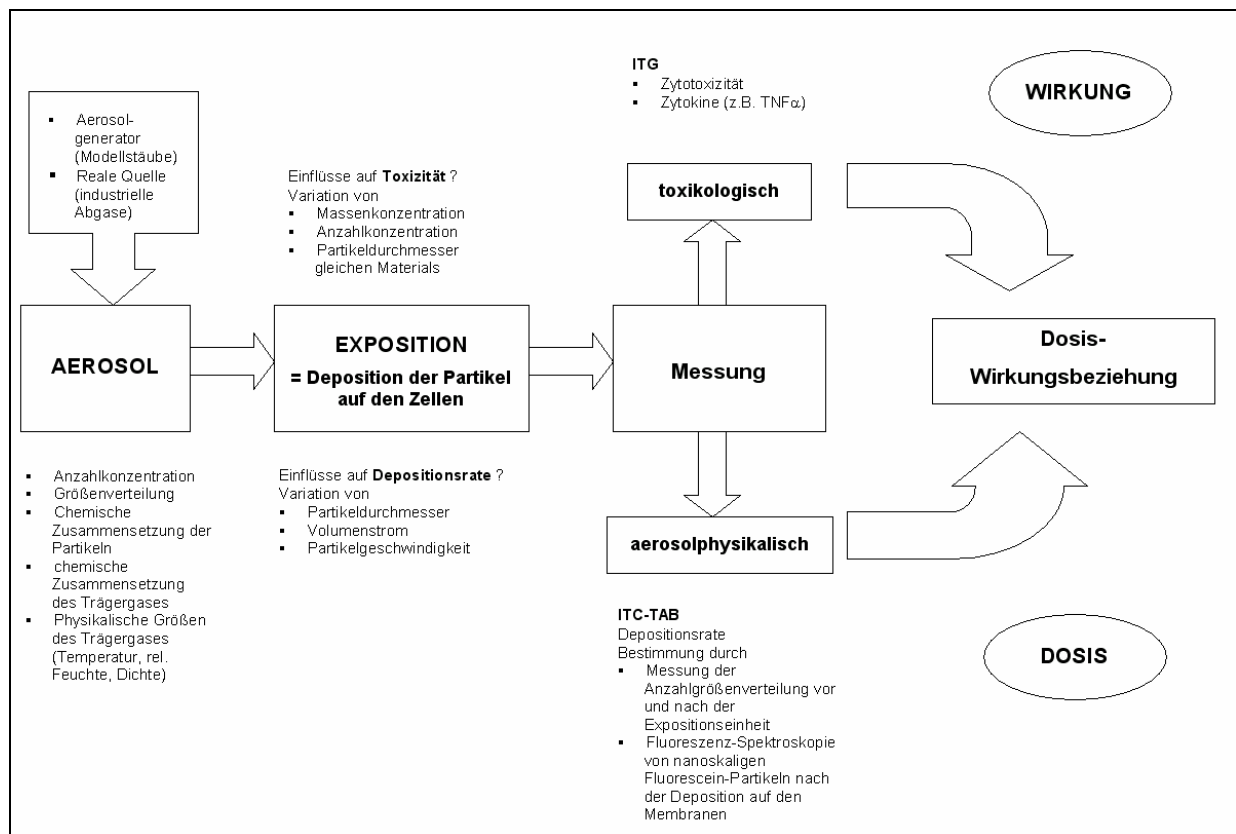 ▪ Aerosol-
generator
(Modellstäube)
▪ Reale Quelle
(industrielle
Abgase)
AEROSOL
▪ Anzahlkonzentration
▪ Größenverteilung
▪ Chemische
Zusammensetzung der
Partikeln
▪ chemische
Zusammensetzung
des Trägergases
▪ Physikalische Größen
des Trägergases
(Temperatur, rel.
Feuchte, Dichte)
Einflüsse auf Toxizität ?
Variation von
▪ Massenkonzentration
▪ Anzahlkonzentration
▪ Partikeldurchmesser
gleichen Materials
EXPOSITION
= Deposition der Partikel
auf den Zellen
Einflüsse auf Depositionsrate ?
Variation von
▪ Partikeldurchmesser
▪ Volumenstrom
▪ Partikelgeschwindigkeit
ITG
▪ Zytotoxizität
▪ Zytokine (z.B. TNFα)
toxikologisch
Messung
aerosolphysikalisch
ITC-TAB
Depositionsrate
Bestimmung durch
▪ Messung der
Anzahlgrößenverteilung vor
und nach der
Expositionseinheit
▪ Fluoreszenz-Spektroskopie
von nanoskaligen
Fluorescein-Partikeln nach
der Deposition auf den
Membranen
WIRKUNG
Dosis-
Wirkungsbeziehung
DOSIS